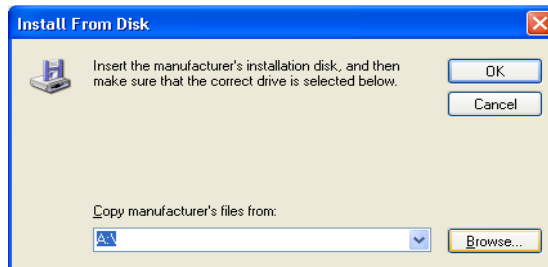 Install From Disk
Insert the manufacturer's installation disk, and then
make sure that the correct drive is selected below.
OK
Cancel
Copy manufacturer's files from:
A:\
Browse...